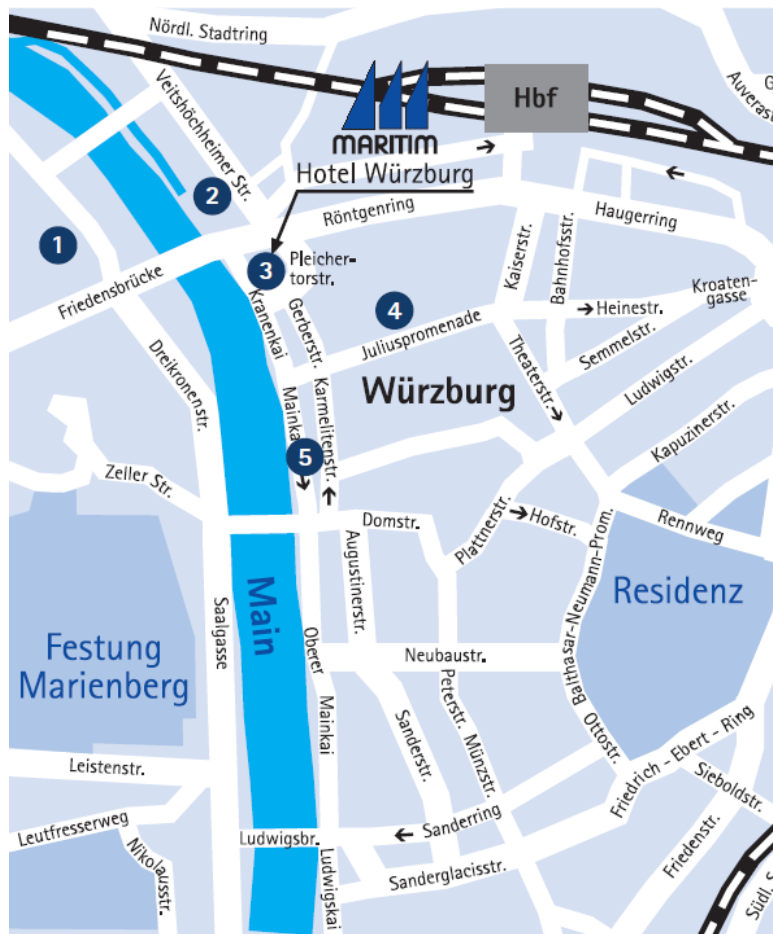 Nördl. Stadtring
Veitshöchheimer Str.
Hbf
MARITIM
Hotel Würzburg
Röntgenring
Haugerring
2
1
3
Pleicher-
torstr.
Friedensbrücke
Kranenkai
Gerberstr.
4
Juliuspromenade
Kaiserstr.
Bahnhofsstr.
Heinestr.
Kroaten-
gasse
Semmelstr.
Dreikronenstr.
Mainkai
Karmelitenstr.
Würzburg
Theaterstr.
Ludwigstr.
Kapuzinerstr.
5
Zeller Str.
Domstr.
Plattnerstr.
Hofstr.
Rennweg
Augustinerstr.
Main
Saalgasse
Residenz
Balthasar-Neumann-Prom.
Festung
Marienberg
Oberer
Mainkai
Neubaustr.
Peterstr.
Münzstr.
Sanderstr.
Ottostr.
Friedrich - Ebert - Ring
Leistenstr.
Sieboldstr.
Leutfresserweg
Nikolausstr.
Ludwigsbr.
Sanderring
Ludwigskai
Sanderglacisstr.
Friedenstr.